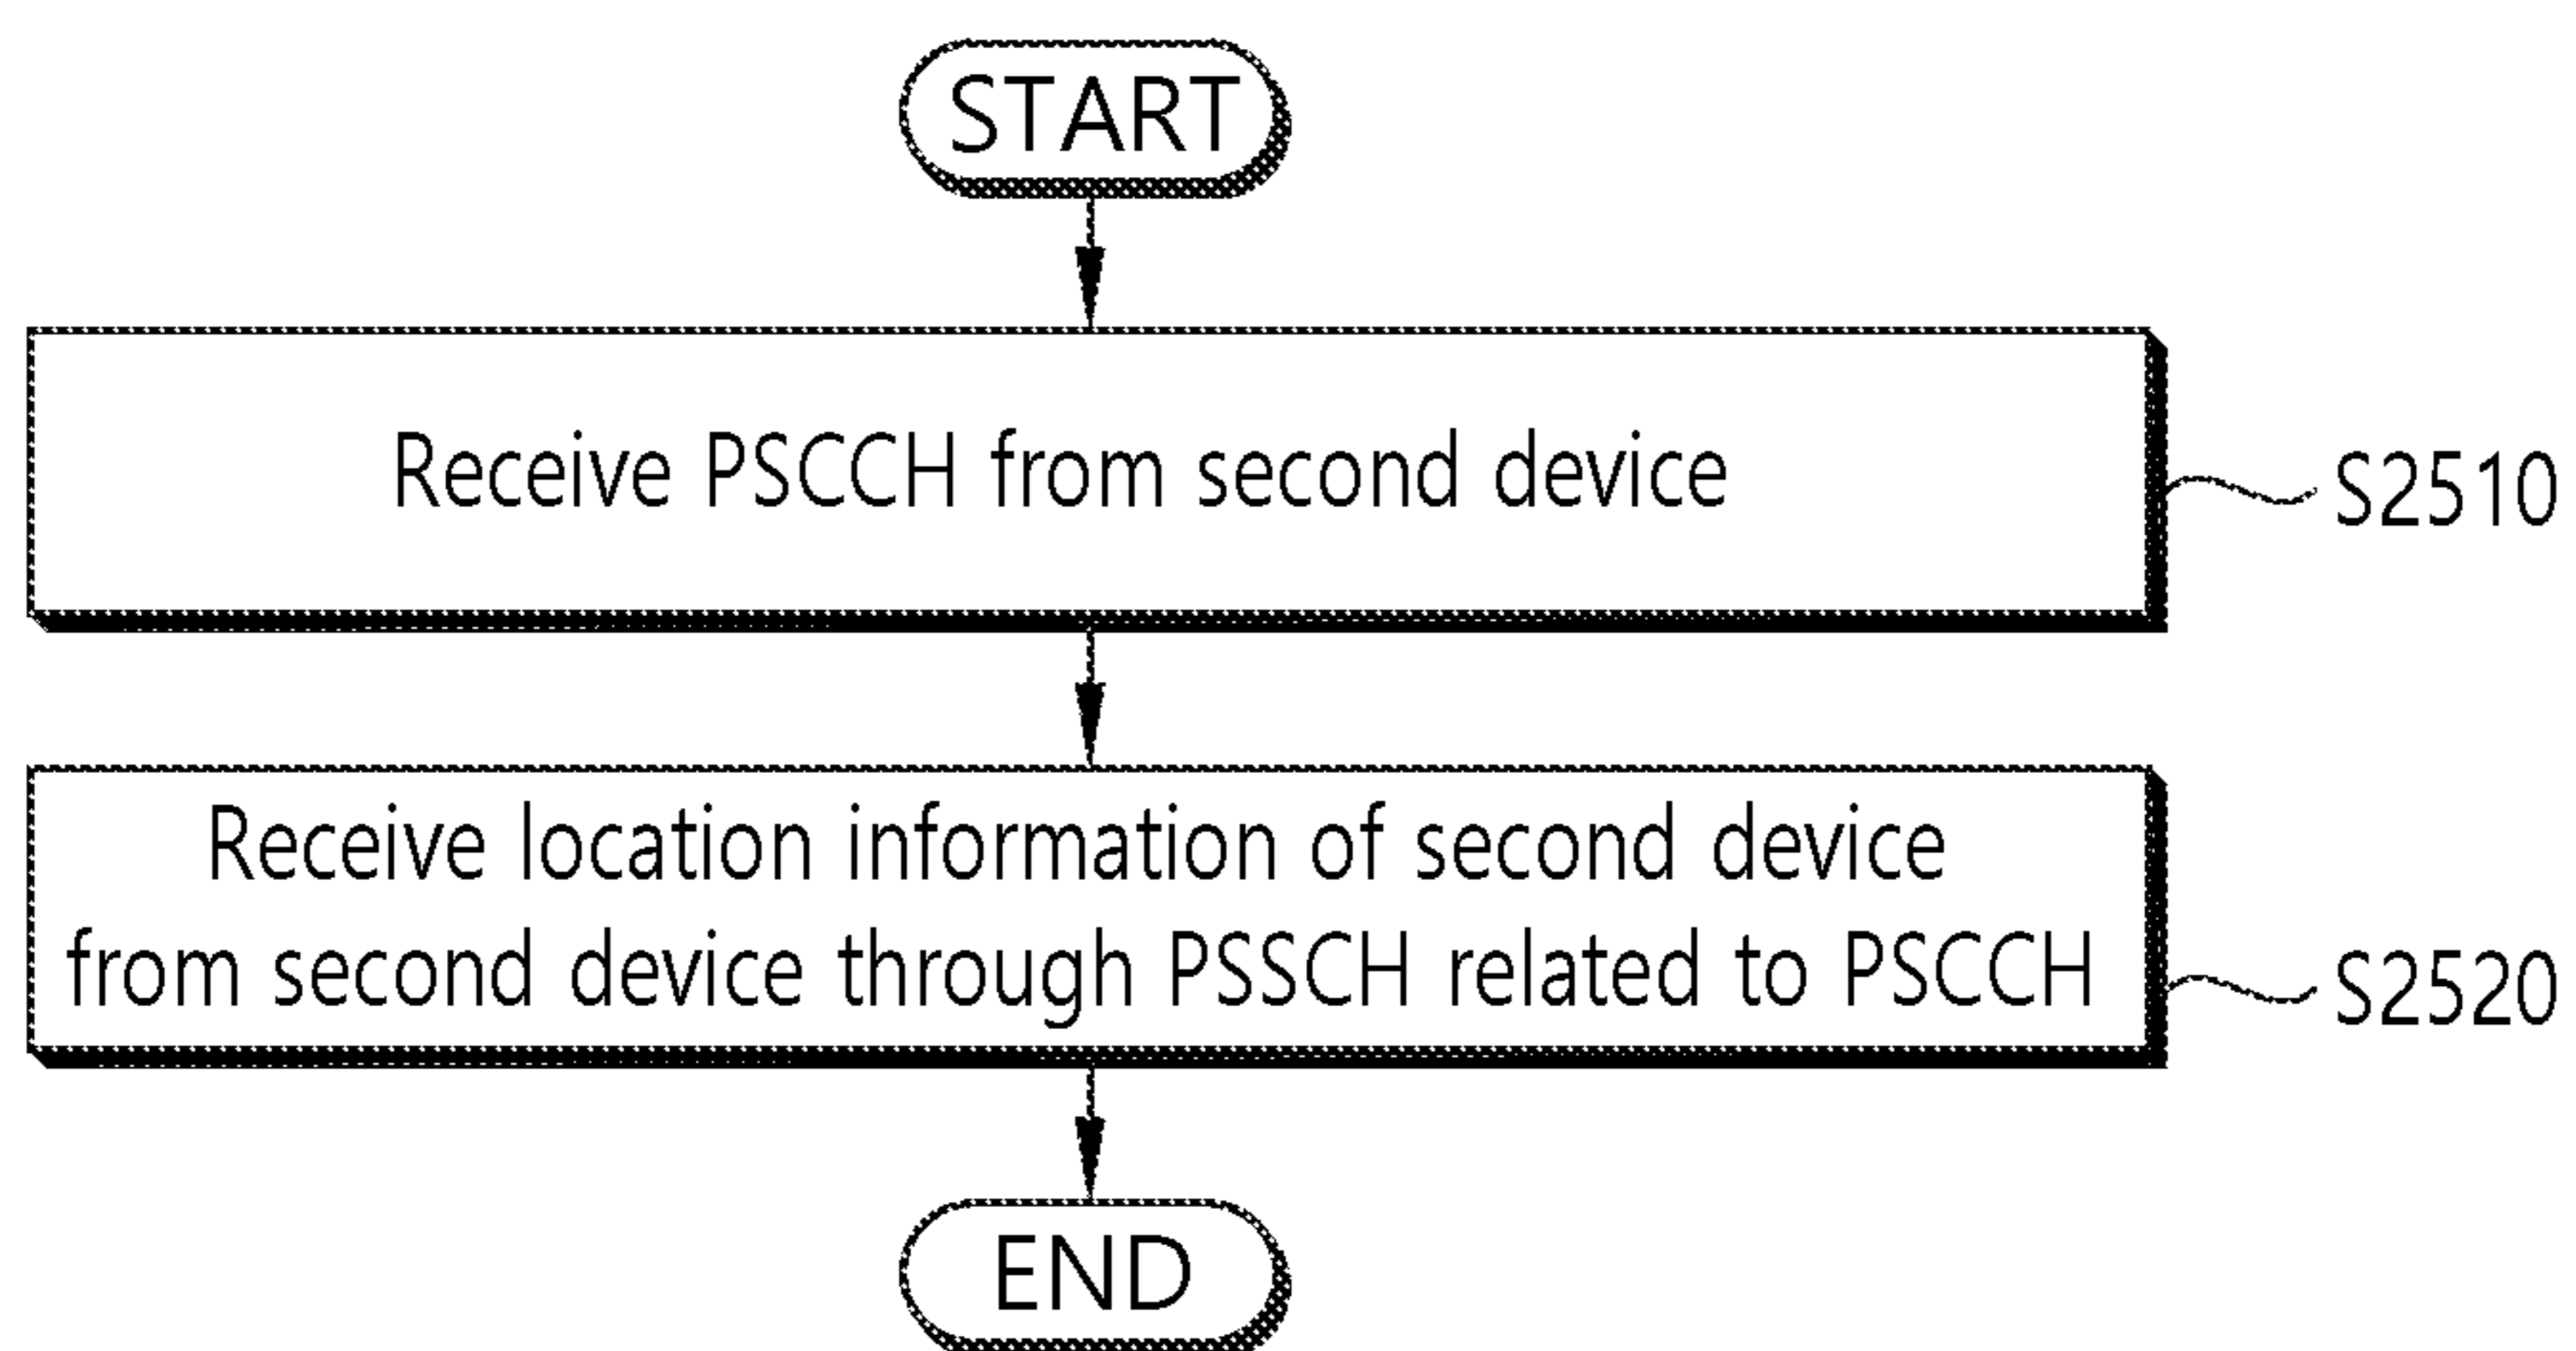 START
Receive PSCCH from second device
S2510
Receive location information of second device
from second device through PSSCH related to PSCCH
S2520
END